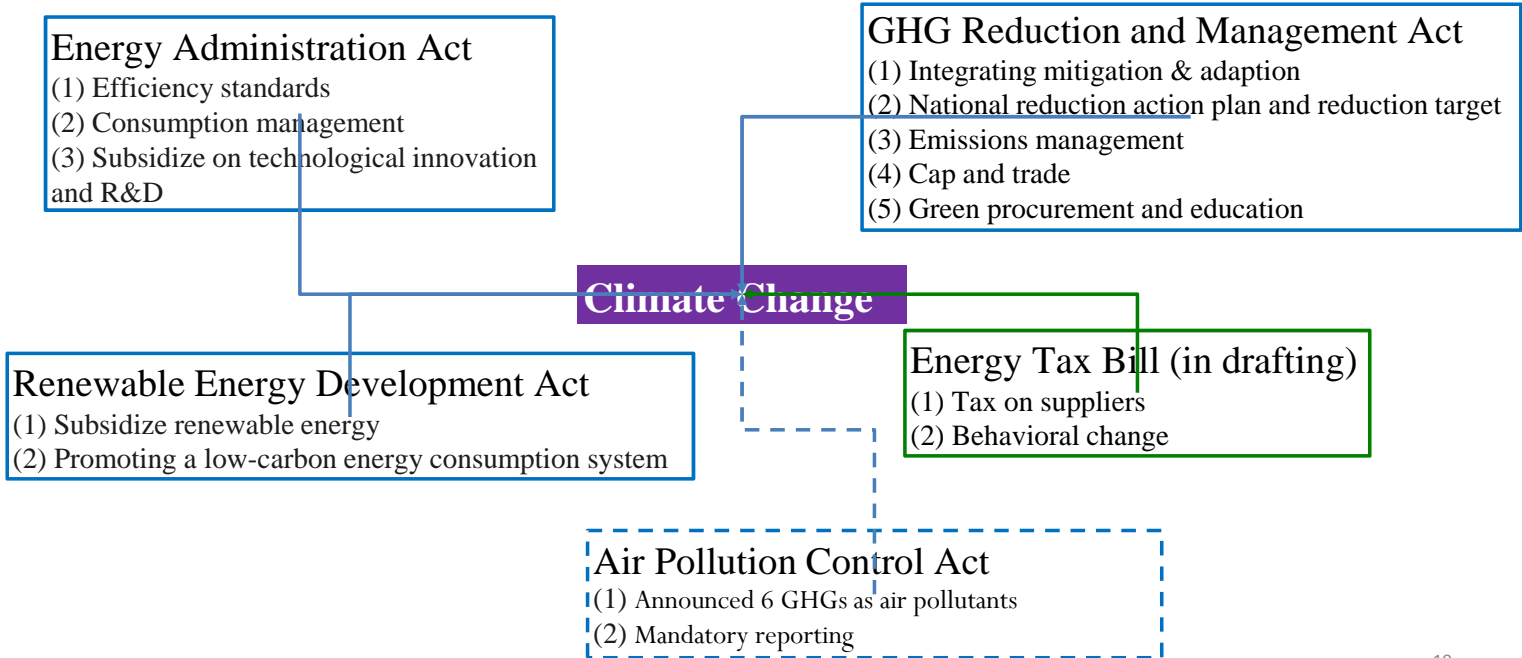 Energy Administration Act
(1) Efficiency standards
(2) Consumption management
(3) Subsidize on technological innovation
and R&D
GHG Reduction and Management Act
(1) Integrating mitigation & adaption
(2) National reduction action plan and reduction target
(3) Emissions management
(4) Cap and trade
(5) Green procurement and education
Climate Change
Renewable Energy Development Act
(1) Subsidize renewable energy
(2) Promoting a low-carbon energy consumption system
Energy Tax Bill (in drafting)
(1) Tax on suppliers
(2) Behavioral change
Air Pollution Control Act
(1) Announced 6 GHGs as air pollutants
(2) Mandatory reporting